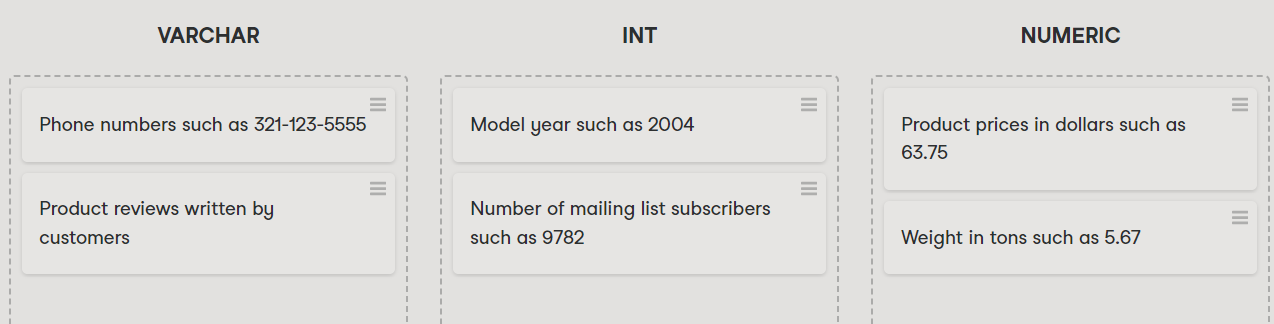 VARCHAR
Phone numbers such as 321-123-5555
Product reviews written by
customers
INT
Model year such as 2004
Number of mailing list subscribers
such as 9782
NUMERIC
Product prices in dollars such as
63.75
Weight in tons such as 5.67